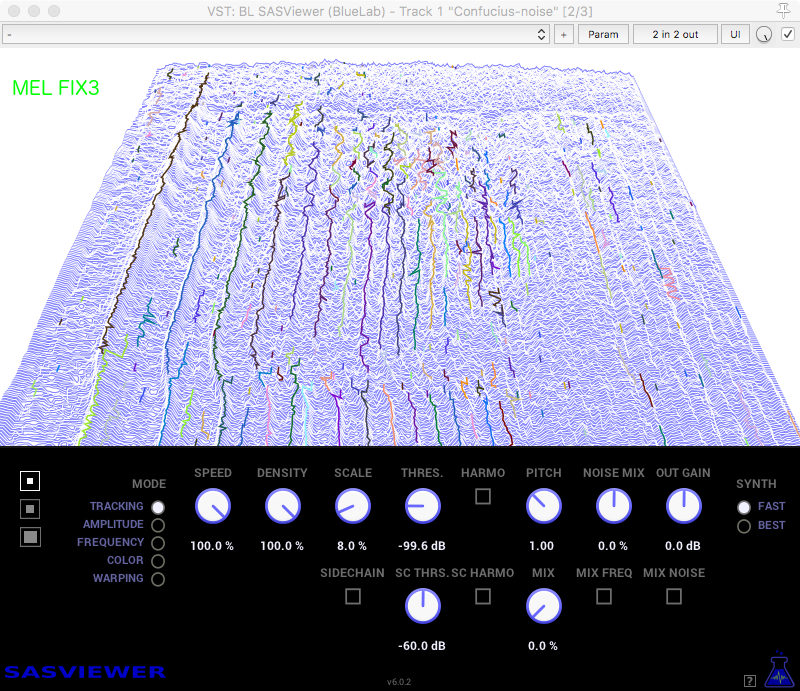 VST: BL SASViewer (BlueLab) - Track 1 "Confucius-noise" [2/3]
- + Param 2 in 2 out UI
MEL FIX3
MODE SPEED DENSITY SCALE THRES. HARMO PITCH NOISE MIX OUT GAIN SYNTH
TRACKING FAST
AMPLITUDE BEST
FREQUENCY 100.0 % 100.0 % 8.0 % -99.6 dB 1.00 0.0 % 0.0 dB
COLOR
WARPING SIDECHAIN SC THRS. SC HARMO MIX MIX FREQ MIX NOISE
-60.0 dB 0.0 %
SASVIEWER
v6.0.2 ?